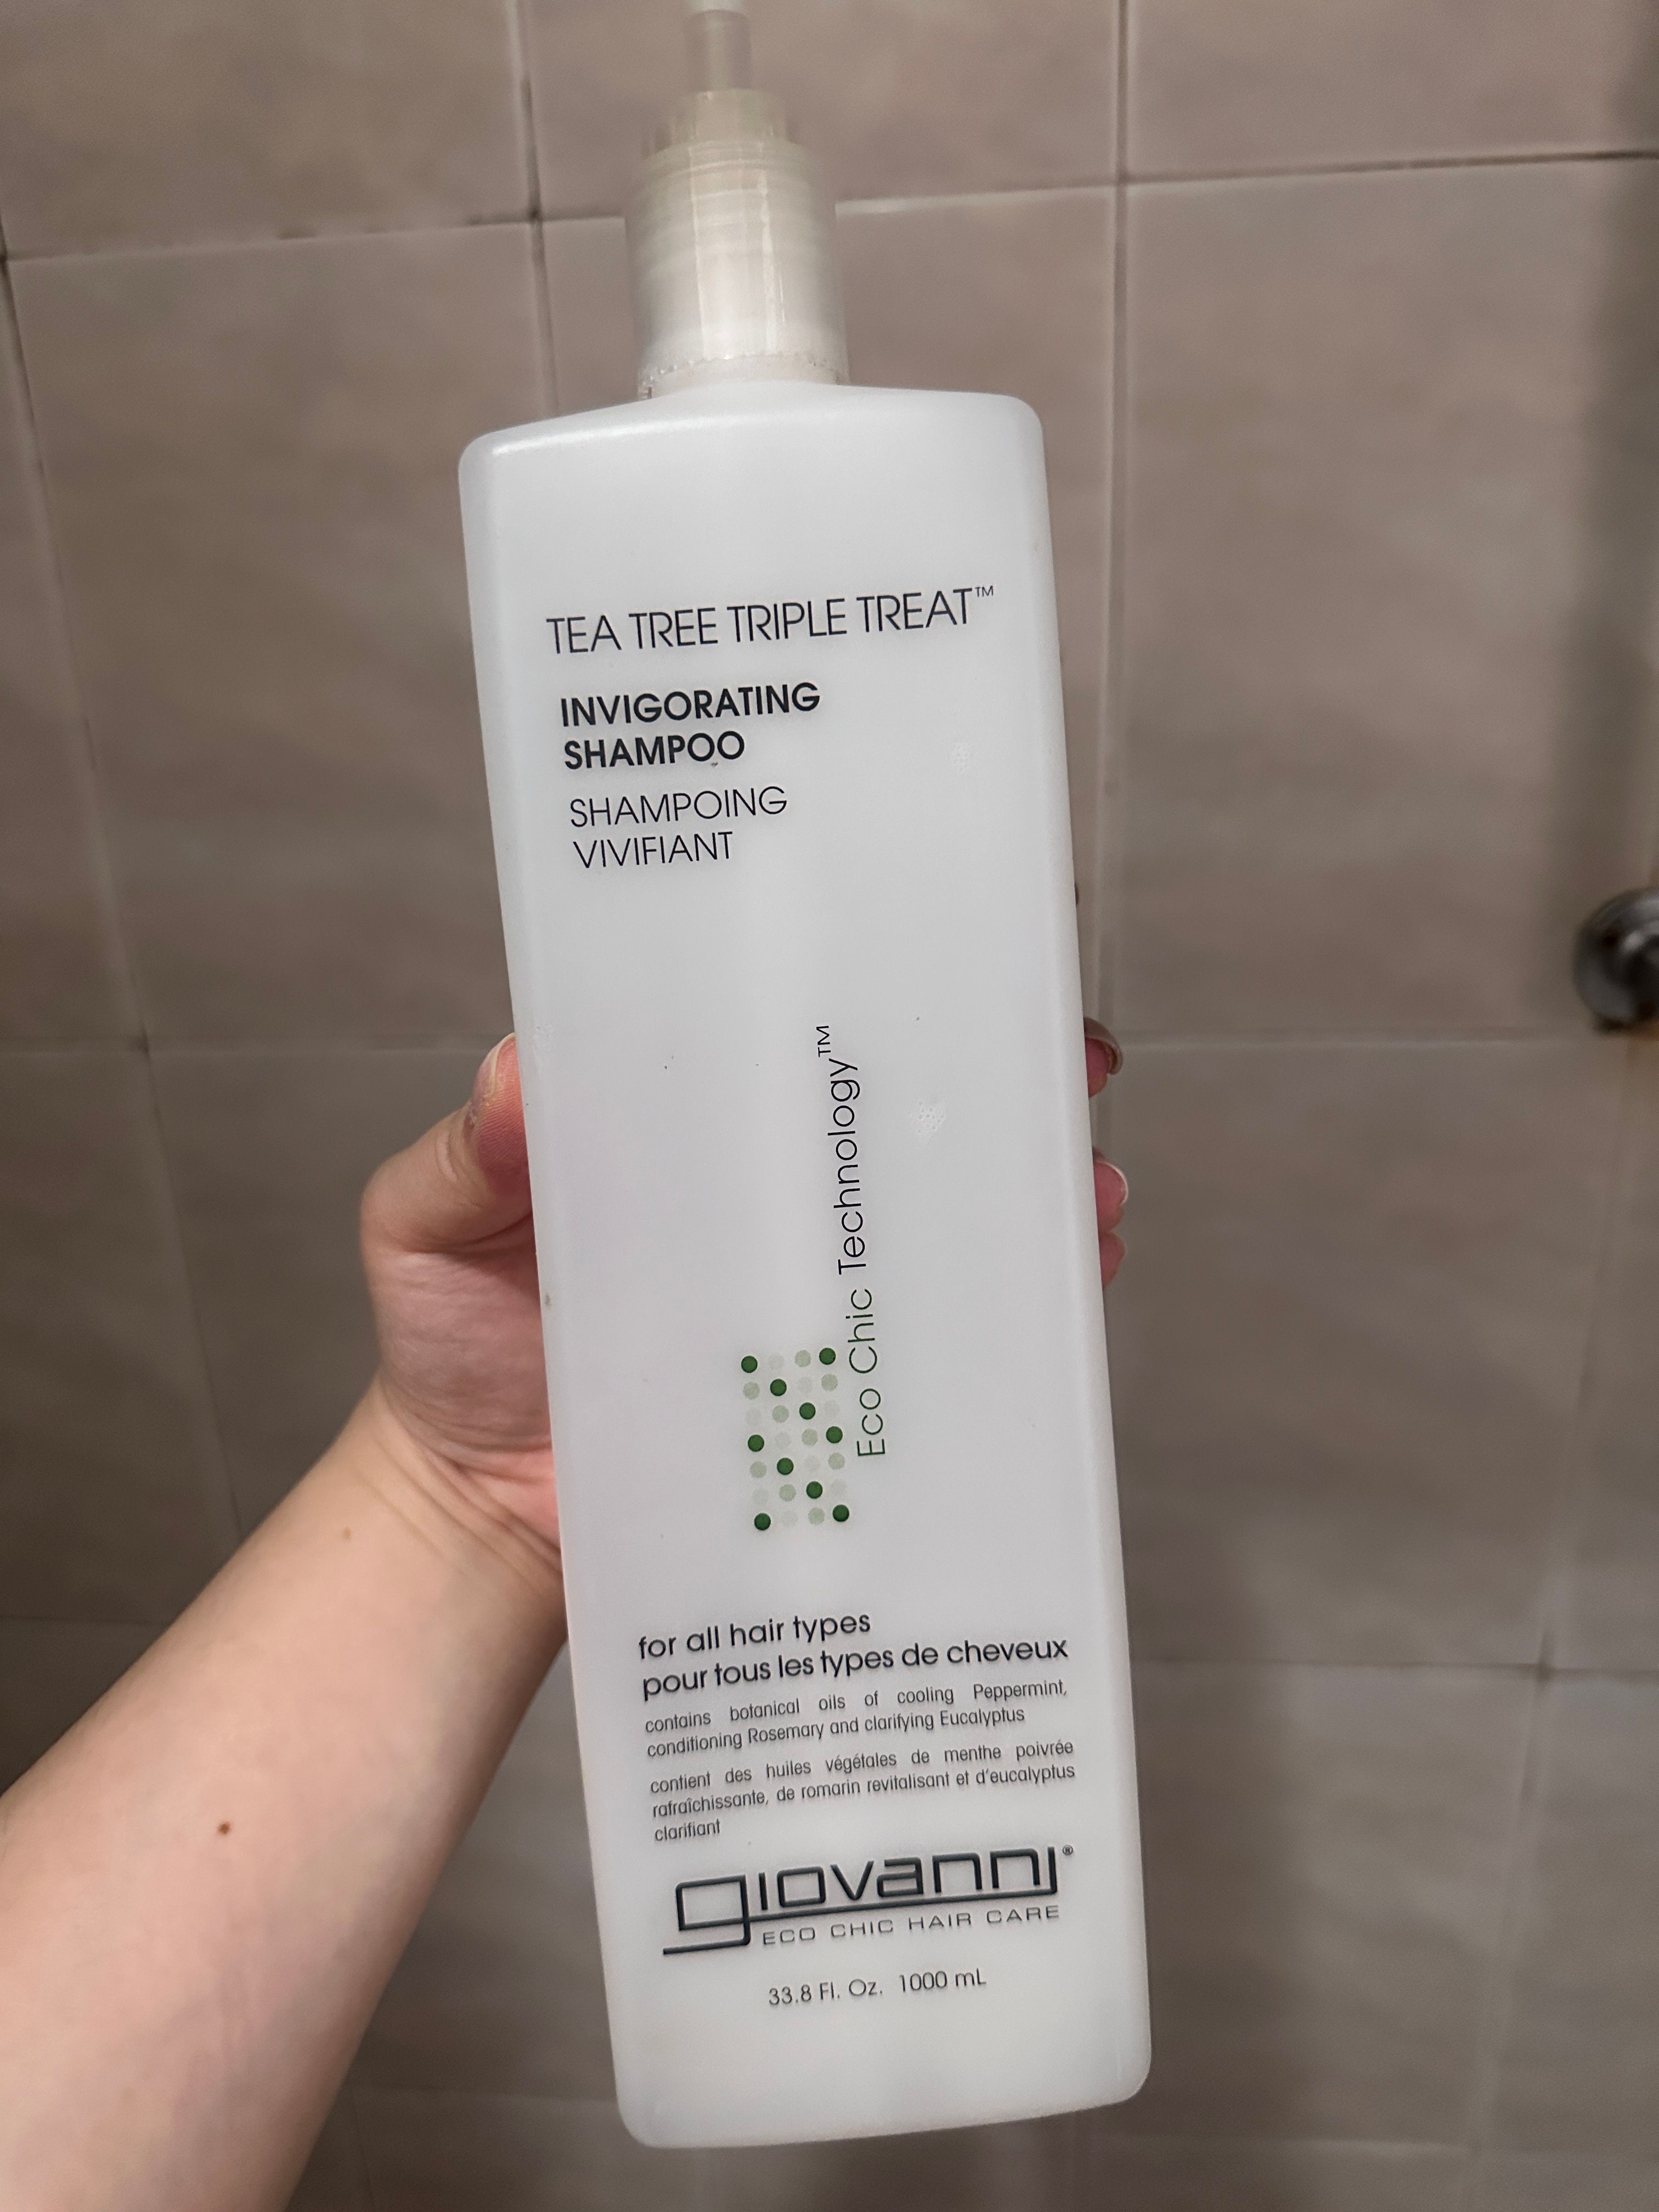 TEA TREE TRIPLE TREAT™
INVIGORATING
SHAMPOO
SHAMPOING
VIVIFIANT
Eco Chic Technology™
for all hair types
pour tous les types de cheveux
contains botanical oils of cooling Peppermint,
conditioning Rosemary and clarifying Eucalyptus
contient des huiles végétales de menthe poivrée
rafraîchissante, de romarin revitalisant et d'eucalyptus
clarifiant
giovanni®
ECO CHIC HAIR CARE
33.8 Fl. Oz. 1000 mL